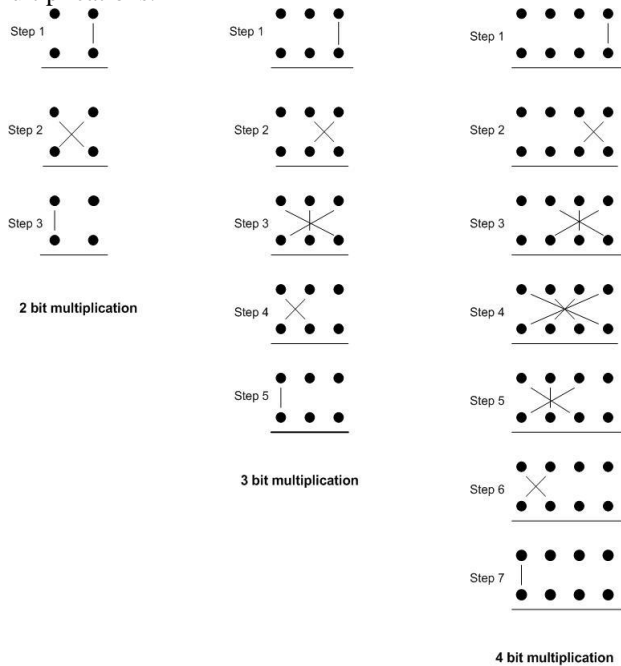 Step 1
Step 2
Step 3
2 bit multiplication
Step 1
Step 2
Step 3
Step 4
Step 5
3 bit multiplication
Step 1
Step 2
Step 3
Step 4
Step 5
Step 6
Step 7
4 bit multiplication